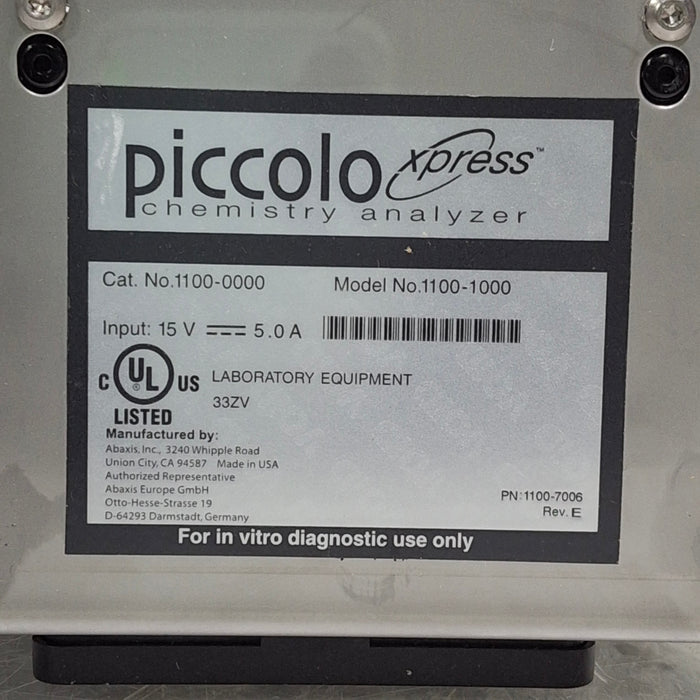 piccolo xpress™
chemistry analyzer
Cat. No.1100-0000 Model No.1100-1000
Input: 15 V ⎓ 5.0 A
C UL ® US LABORATORY EQUIPMENT
33ZV
LISTED
Manufactured by:
Abaxis, Inc., 3240 Whipple Road
Union City, CA 94587 Made in USA
Authorized Representative
Abaxis Europe GmbH
Otto-Hesse-Strasse 19
D-64293 Darmstadt, Germany
PN:1100-7006
Rev. E
For in vitro diagnostic use only